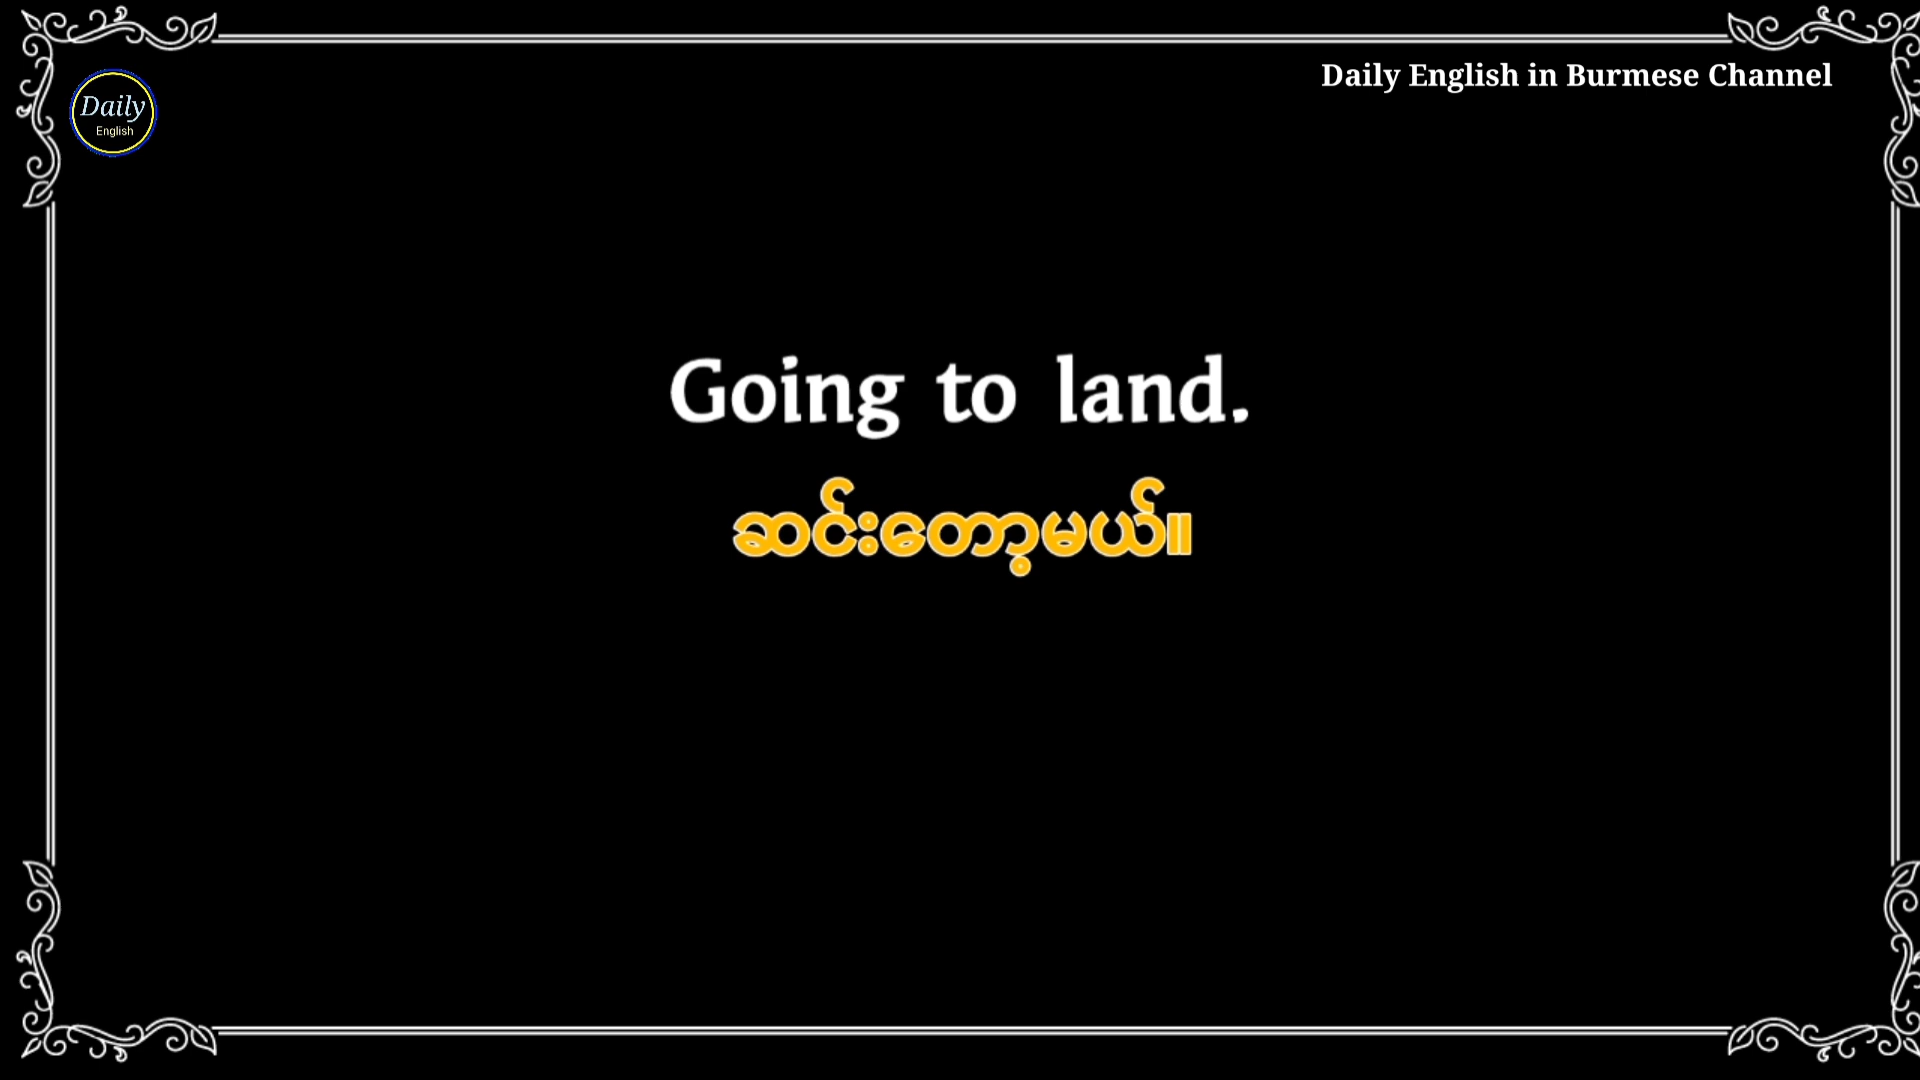 Daily English in Burmese Channel
Daily
English
Going to land.
ဆင်းတော့မယ်။